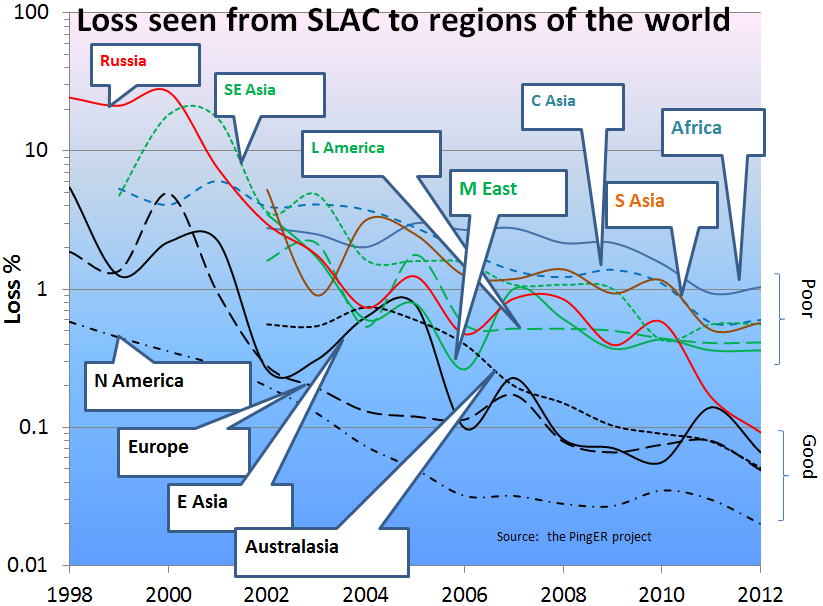 Loss seen from SLAC to regions of the world
100
10
1
0.1
0.01
Loss %
Russia
SE Asia
L America
C Asia
Africa
M East
S Asia
N America
Europe
E Asia
Australasia
Poor
Good
Source: the PingER project
1998
2000
2002
2004
2006
2008
2010
2012